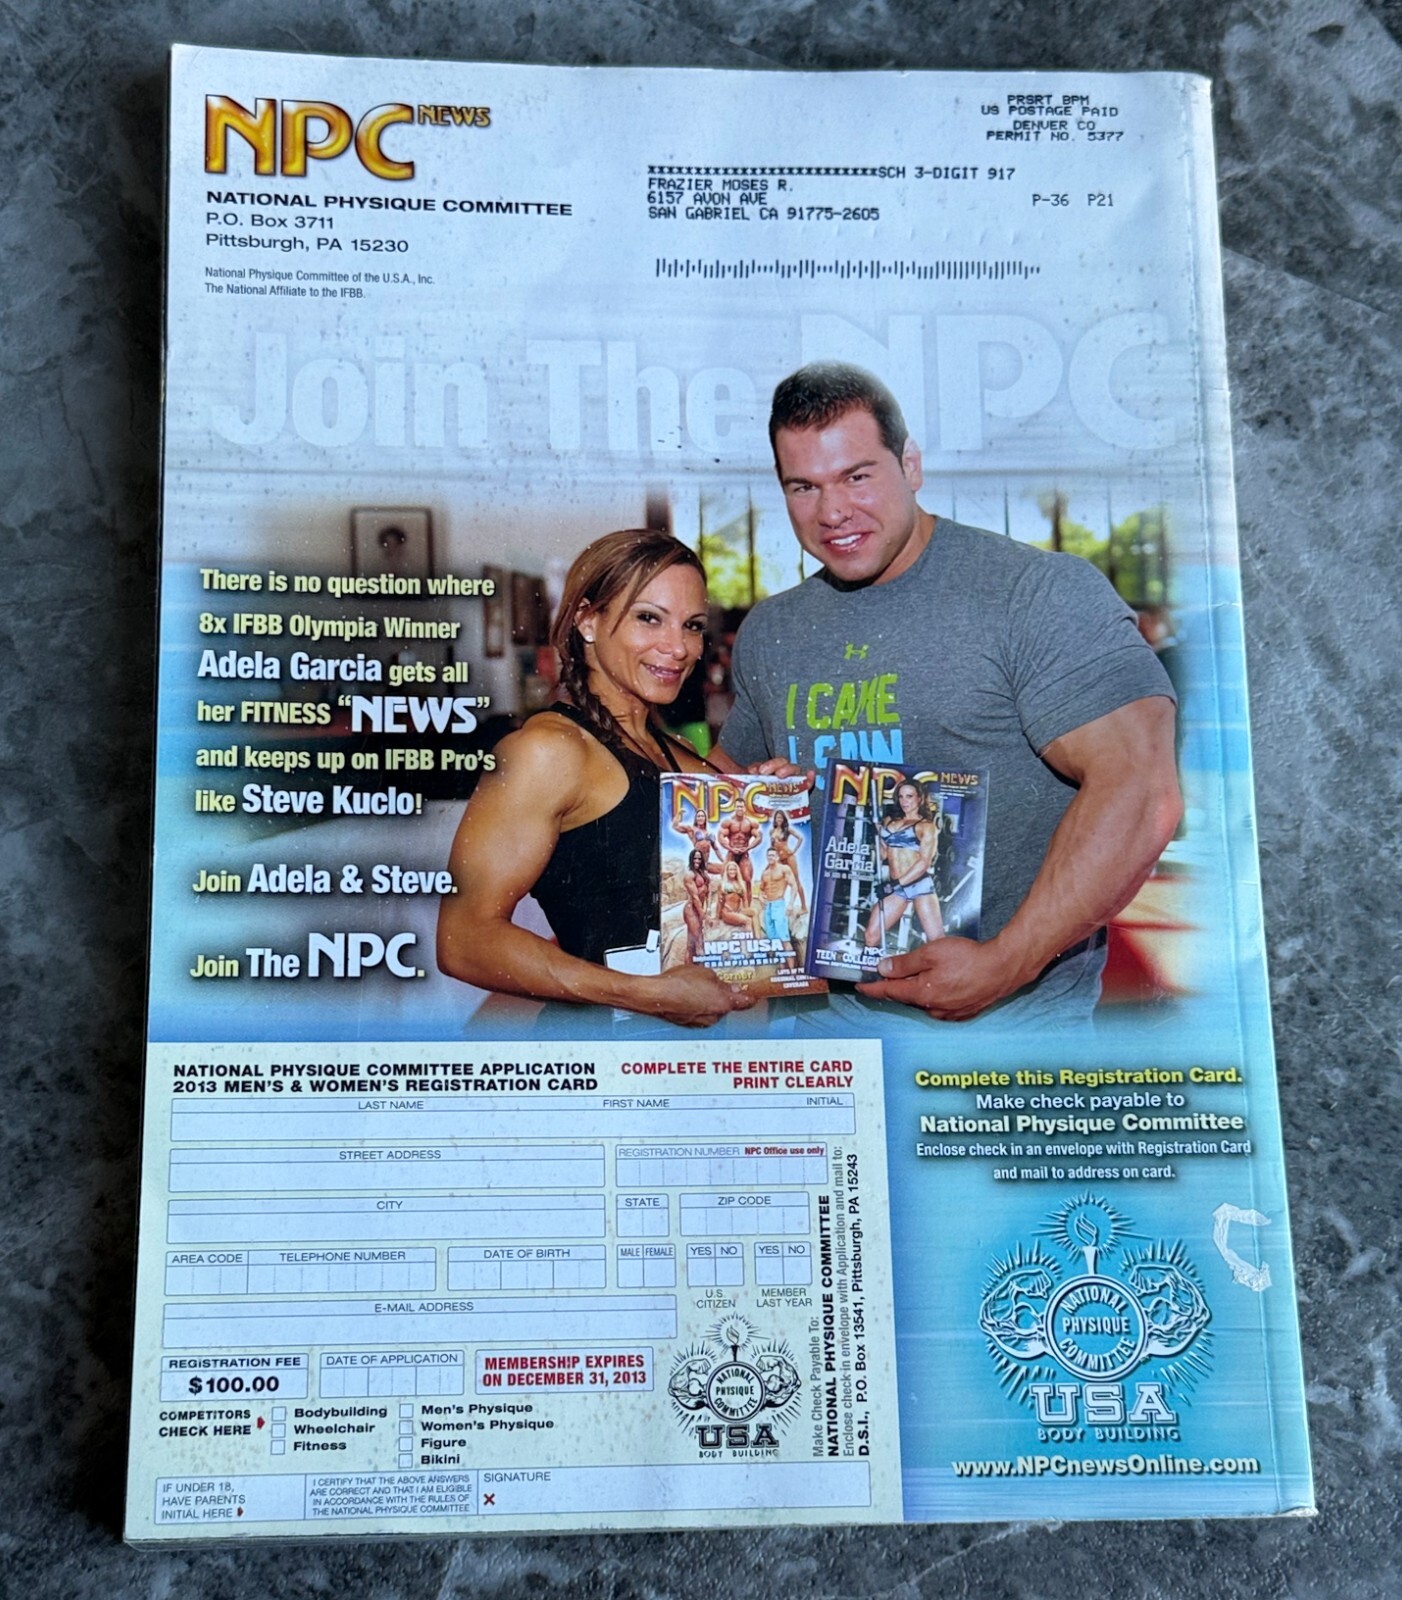 NPC NEWS
NATIONAL PHYSIQUE COMMITTEE
P.O. Box 3711
Pittsburgh, PA 15230
National Physique Committee of the U.S.A., Inc.
The National Affiliate to the IFBB.
PRSRT BPM
US POSTAGE PAID
DENVER CO
PERMIT NO. 5377
SCH 3-DIGIT 917
FRAZIER MOSES R.
6157 AVON AVE
SAN GABRIEL CA 91775-2605
P-36 P21
Join The NPC
There is no question where
8x IFBB Olympia Winner
Adela Garcia gets all
her FITNESS “NEWS”
and keeps up on IFBB Pro's
like Steve Kuclo!
Join Adela & Steve.
Join The NPC.
I CAME
NPC NEWS
2011
NPC USA
CHAMPIONSHIPS
COVERAGE
NPC NEWS
Adela
Garcia
NPC
TEEN COLLEG
NATIONAL PHYSIQUE COMMITTEE APPLICATION
2013 MEN'S & WOMEN'S REGISTRATION CARD
COMPLETE THE ENTIRE CARD
PRINT CLEARLY
LAST NAME FIRST NAME INITIAL
STREET ADDRESS
REGISTRATION NUMBER NPC Office use only
CITY
STATE
ZIP CODE
AREA CODE TELEPHONE NUMBER
DATE OF BIRTH
MALE FEMALE
YES NO
YES NO
U.S.
CITIZEN
MEMBER
LAST YEAR
E-MAIL ADDRESS
REGISTRATION FEE
$100.00
DATE OF APPLICATION
MEMBERSHIP EXPIRES
ON DECEMBER 31, 2013
COMPETITORS
CHECK HERE
Bodybuilding
Wheelchair
Fitness
Men's Physique
Women's Physique
Figure
Bikini
NATIONAL
PHYSIQUE
COMMITTEE
USA
BODY BUILDING
Make Check Payable To:
NATIONAL PHYSIQUE COMMITTEE
Enclose check in envelope with Application and mail to:
D.S.I., P.O. Box 13541, Pittsburgh, PA 15243
IF UNDER 18,
HAVE PARENTS
INITIAL HERE
I CERTIFY THAT THE ABOVE ANSWERS
ARE CORRECT AND THAT I AM ELIGIBLE
IN ACCORDANCE WITH THE RULES OF
THE NATIONAL PHYSIQUE COMMITTEE
SIGNATURE
X
Complete this Registration Card.
Make check payable to
National Physique Committee
Enclose check in an envelope with Registration Card
and mail to address on card.
NATIONAL
PHYSIQUE
COMMITTEE
USA
BODY BUILDING
www.NPCnewsOnline.com